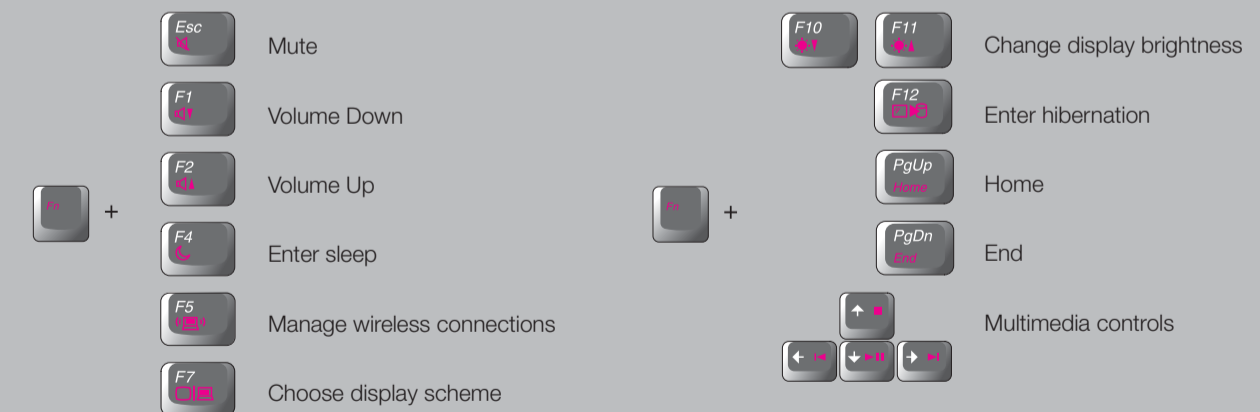 Esc
Mute
F1
Volume Down
F2
Volume Up
Fn
+
F4
Enter sleep
F5
Manage wireless connections
F7
Choose display scheme
F10 F11
Change display brightness
F12
Enter hibernation
PgUp
Home
Home
Fn
+
PgDn
End
End
Multimedia controls